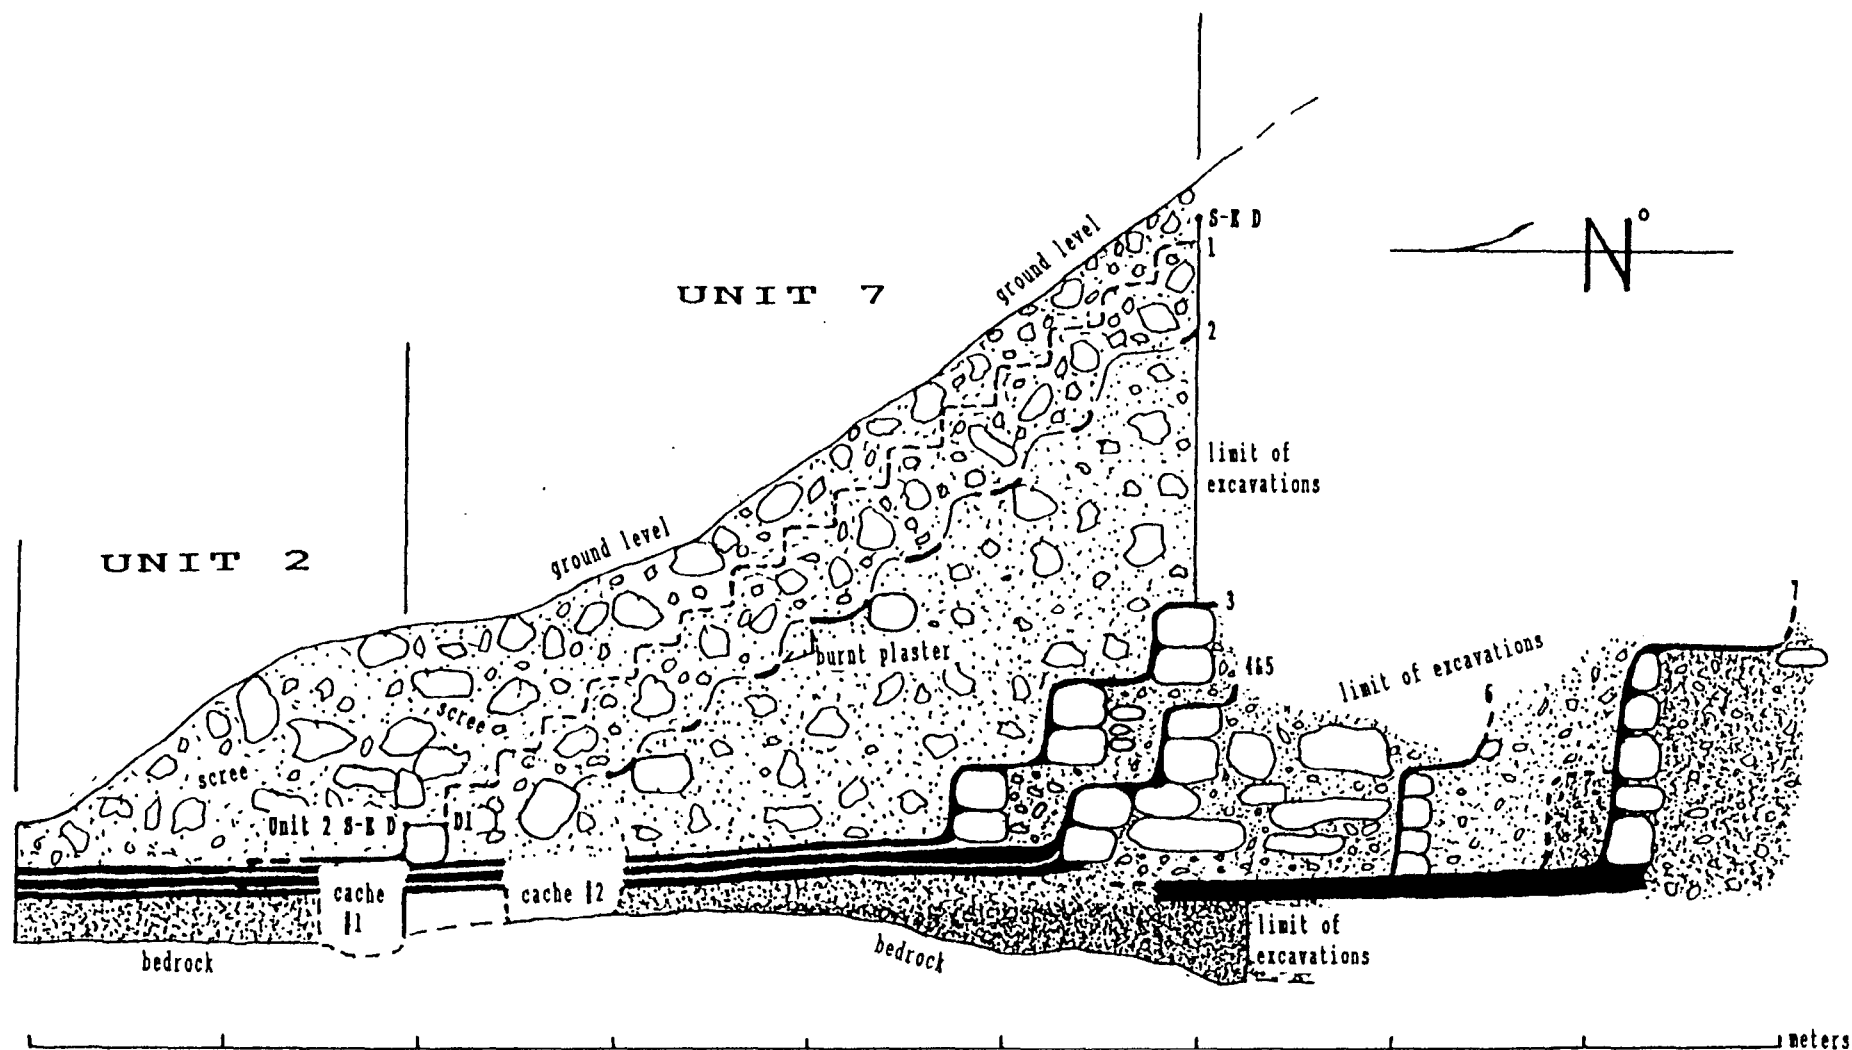 S-K D
1
N°
ground level
UNIT 7
2
limit of
excavations
ground level
UNIT 2
7
3
burnt plaster
4&5
limit of excavations
6
scree
scree
Unit 2 S-K D
D1
cache
#1
cache #2
limit of
excavations
bedrock
bedrock
meters